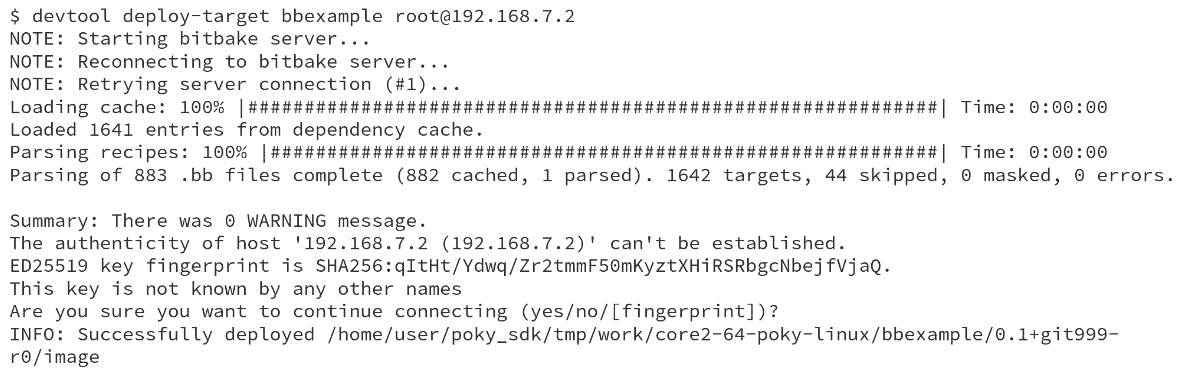 $ devtool deploy-target bbexample root@192.168.7.2
NOTE: Starting bitbake server...
NOTE: Reconnecting to bitbake server...
NOTE: Retrying server connection (#1)...
Loading cache: 100% |#############################################################| Time: 0:00:00
Loaded 1641 entries from dependency cache.
Parsing recipes: 100% |###########################################################| Time: 0:00:00
Parsing of 883 .bb files complete (882 cached, 1 parsed). 1642 targets, 44 skipped, 0 masked, 0 errors.
Summary: There was 0 WARNING message.
The authenticity of host '192.168.7.2 (192.168.7.2)' can't be established.
ED25519 key fingerprint is SHA256:qItHt/Ydwq/Zr2tmmF50mKyztXHiRSRbgcNbejfVjaQ.
This key is not known by any other names
Are you sure you want to continue connecting (yes/no/[fingerprint])?
INFO: Successfully deployed /home/user/poky_sdk/tmp/work/core2-64-poky-linux/bbexample/0.1+git999-
r0/image